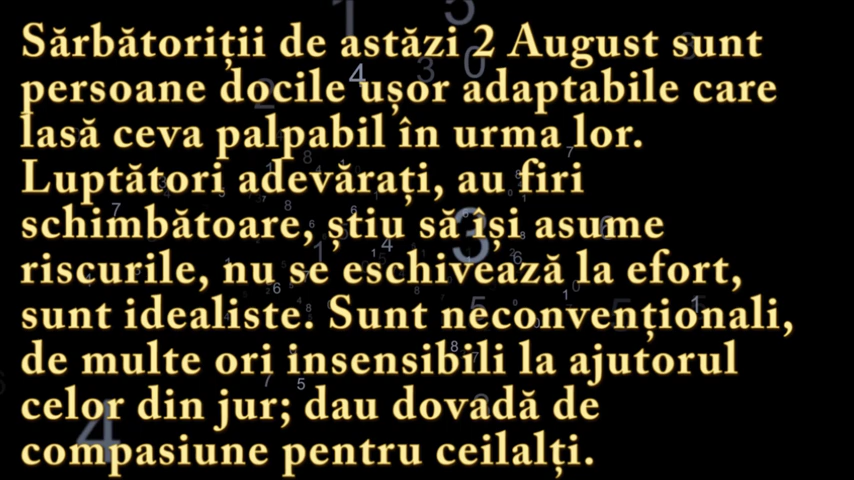 Sărbătoriții de astăzi 2 August sunt
persoane docile ușor adaptabile care
lasă ceva palpabil în urma lor.
Luptători adevărați, au firi
schimbătoare, știu să își asume
riscurile, nu se eschivează la efort,
sunt idealiste. Sunt neconvenționali,
de multe ori insensibili la ajutorul
celor din jur; dau dovadă de
compasiune pentru ceilalți.